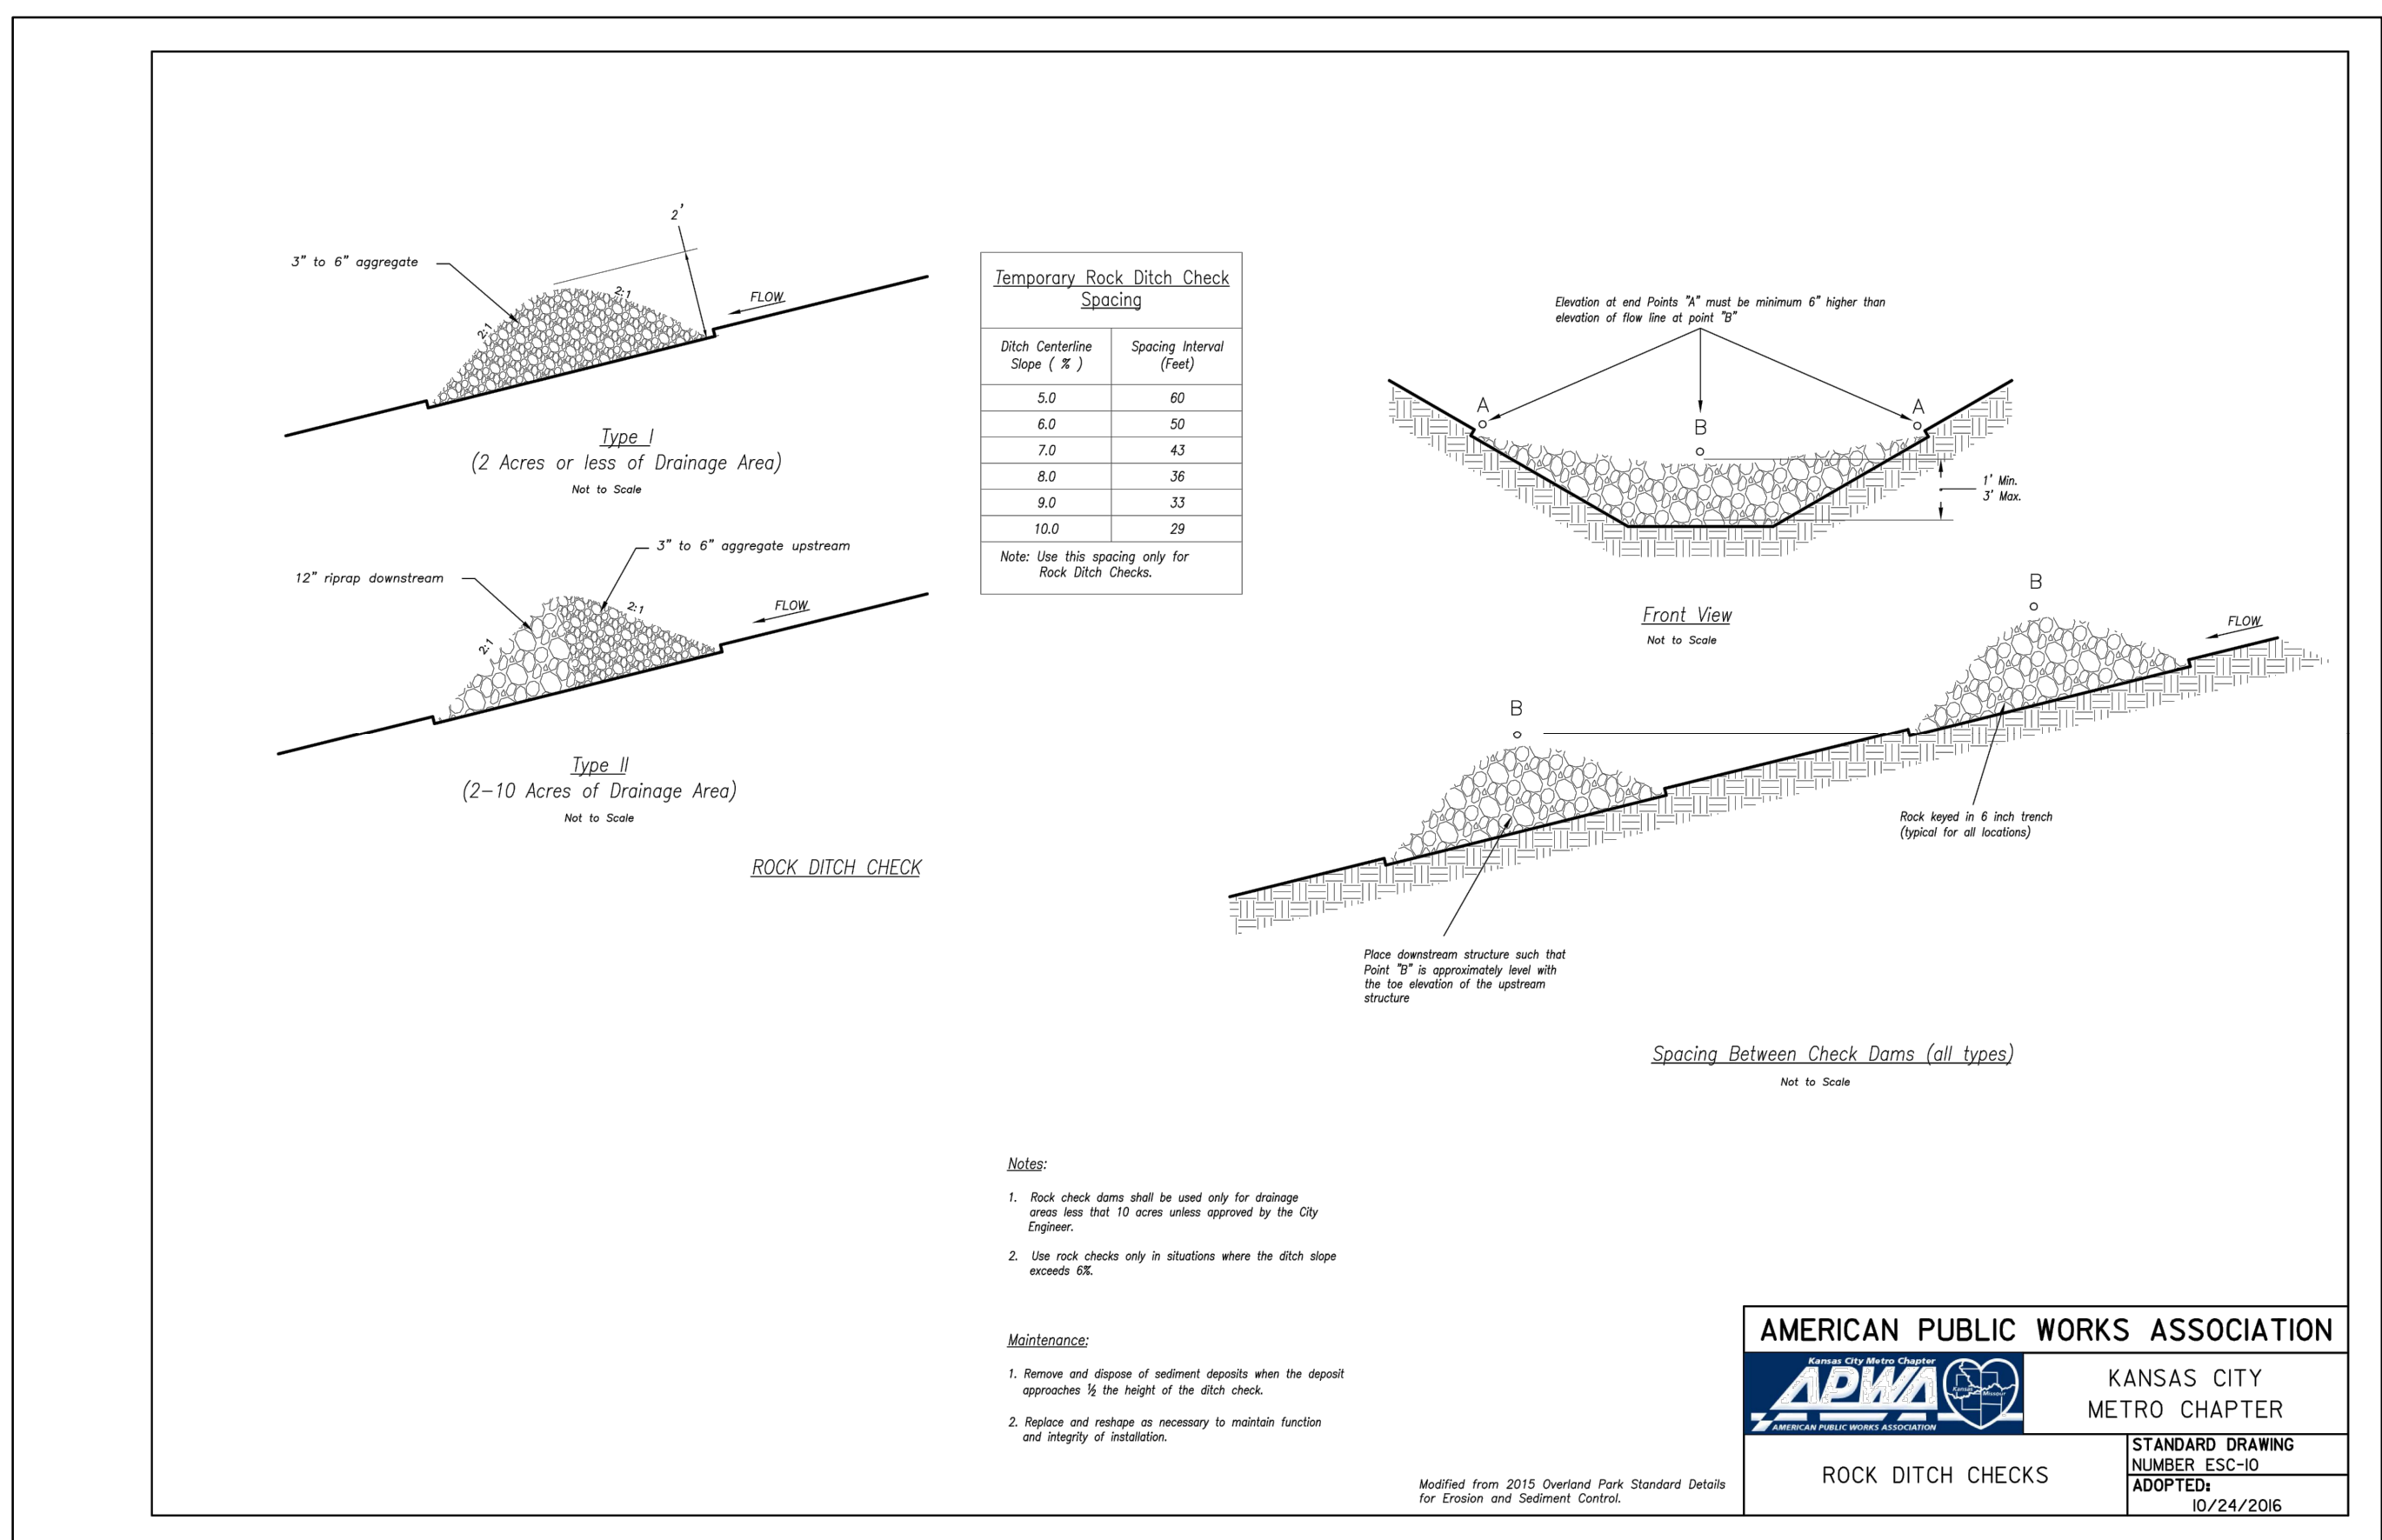 2'
3" to 6" aggregate
2:1
2:1
FLOW
Type I
(2 Acres or less of Drainage Area)
Not to Scale
3" to 6" aggregate upstream
12" riprap downstream
2:1
2:1
FLOW
Type II
(2-10 Acres of Drainage Area)
Not to Scale
ROCK DITCH CHECK
Temporary Rock Ditch Check
Spacing
Ditch Centerline Spacing Interval
Slope ( % ) (Feet)
5.0 60
6.0 50
7.0 43
8.0 36
9.0 33
10.0 29
Note: Use this spacing only for
Rock Ditch Checks.
Elevation at end Points "A" must be minimum 6" higher than
elevation of flow line at point "B"
A
B
A
1' Min.
3' Max.
Front View
Not to Scale
B
FLOW
B
Rock keyed in 6 inch trench
(typical for all locations)
Place downstream structure such that
Point "B" is approximately level with
the toe elevation of the upstream
structure
Spacing Between Check Dams (all types)
Not to Scale
Notes:
1. Rock check dams shall be used only for drainage
areas less that 10 acres unless approved by the City
Engineer.
2. Use rock checks only in situations where the ditch slope
exceeds 6%.
Maintenance:
1. Remove and dispose of sediment deposits when the deposit
approaches ½ the height of the ditch check.
2. Replace and reshape as necessary to maintain function
and integrity of installation.
Modified from 2015 Overland Park Standard Details
for Erosion and Sediment Control.
AMERICAN PUBLIC WORKS ASSOCIATION
Kansas City Metro Chapter
APWA
Kansas
Missouri
AMERICAN PUBLIC WORKS ASSOCIATION
KANSAS CITY
METRO CHAPTER
ROCK DITCH CHECKS
STANDARD DRAWING
NUMBER ESC-10
ADOPTED:
10/24/2016